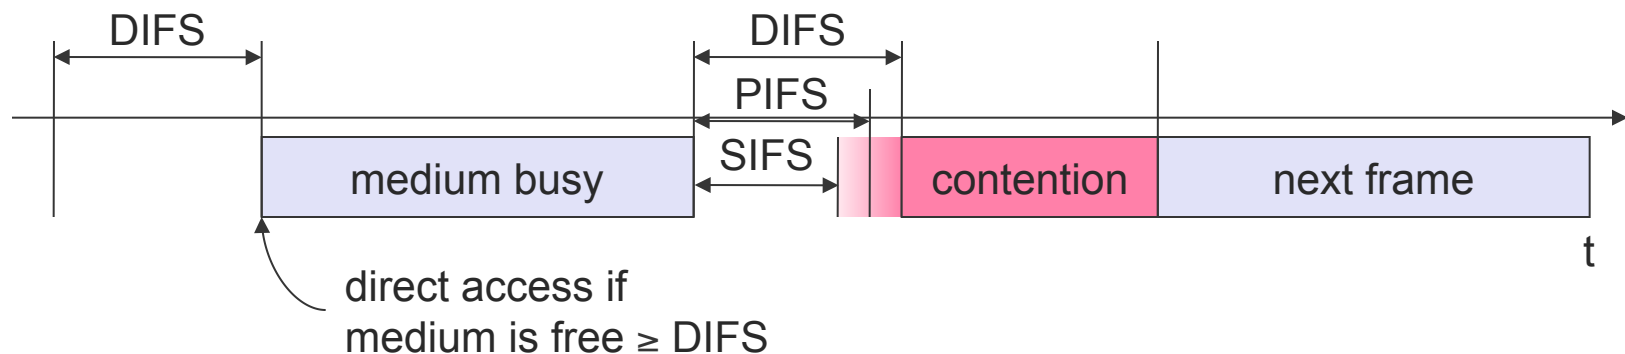 DIFS
DIFS
PIFS
SIFS
medium busy
contention
next frame
t
direct access if
medium is free ≥ DIFS